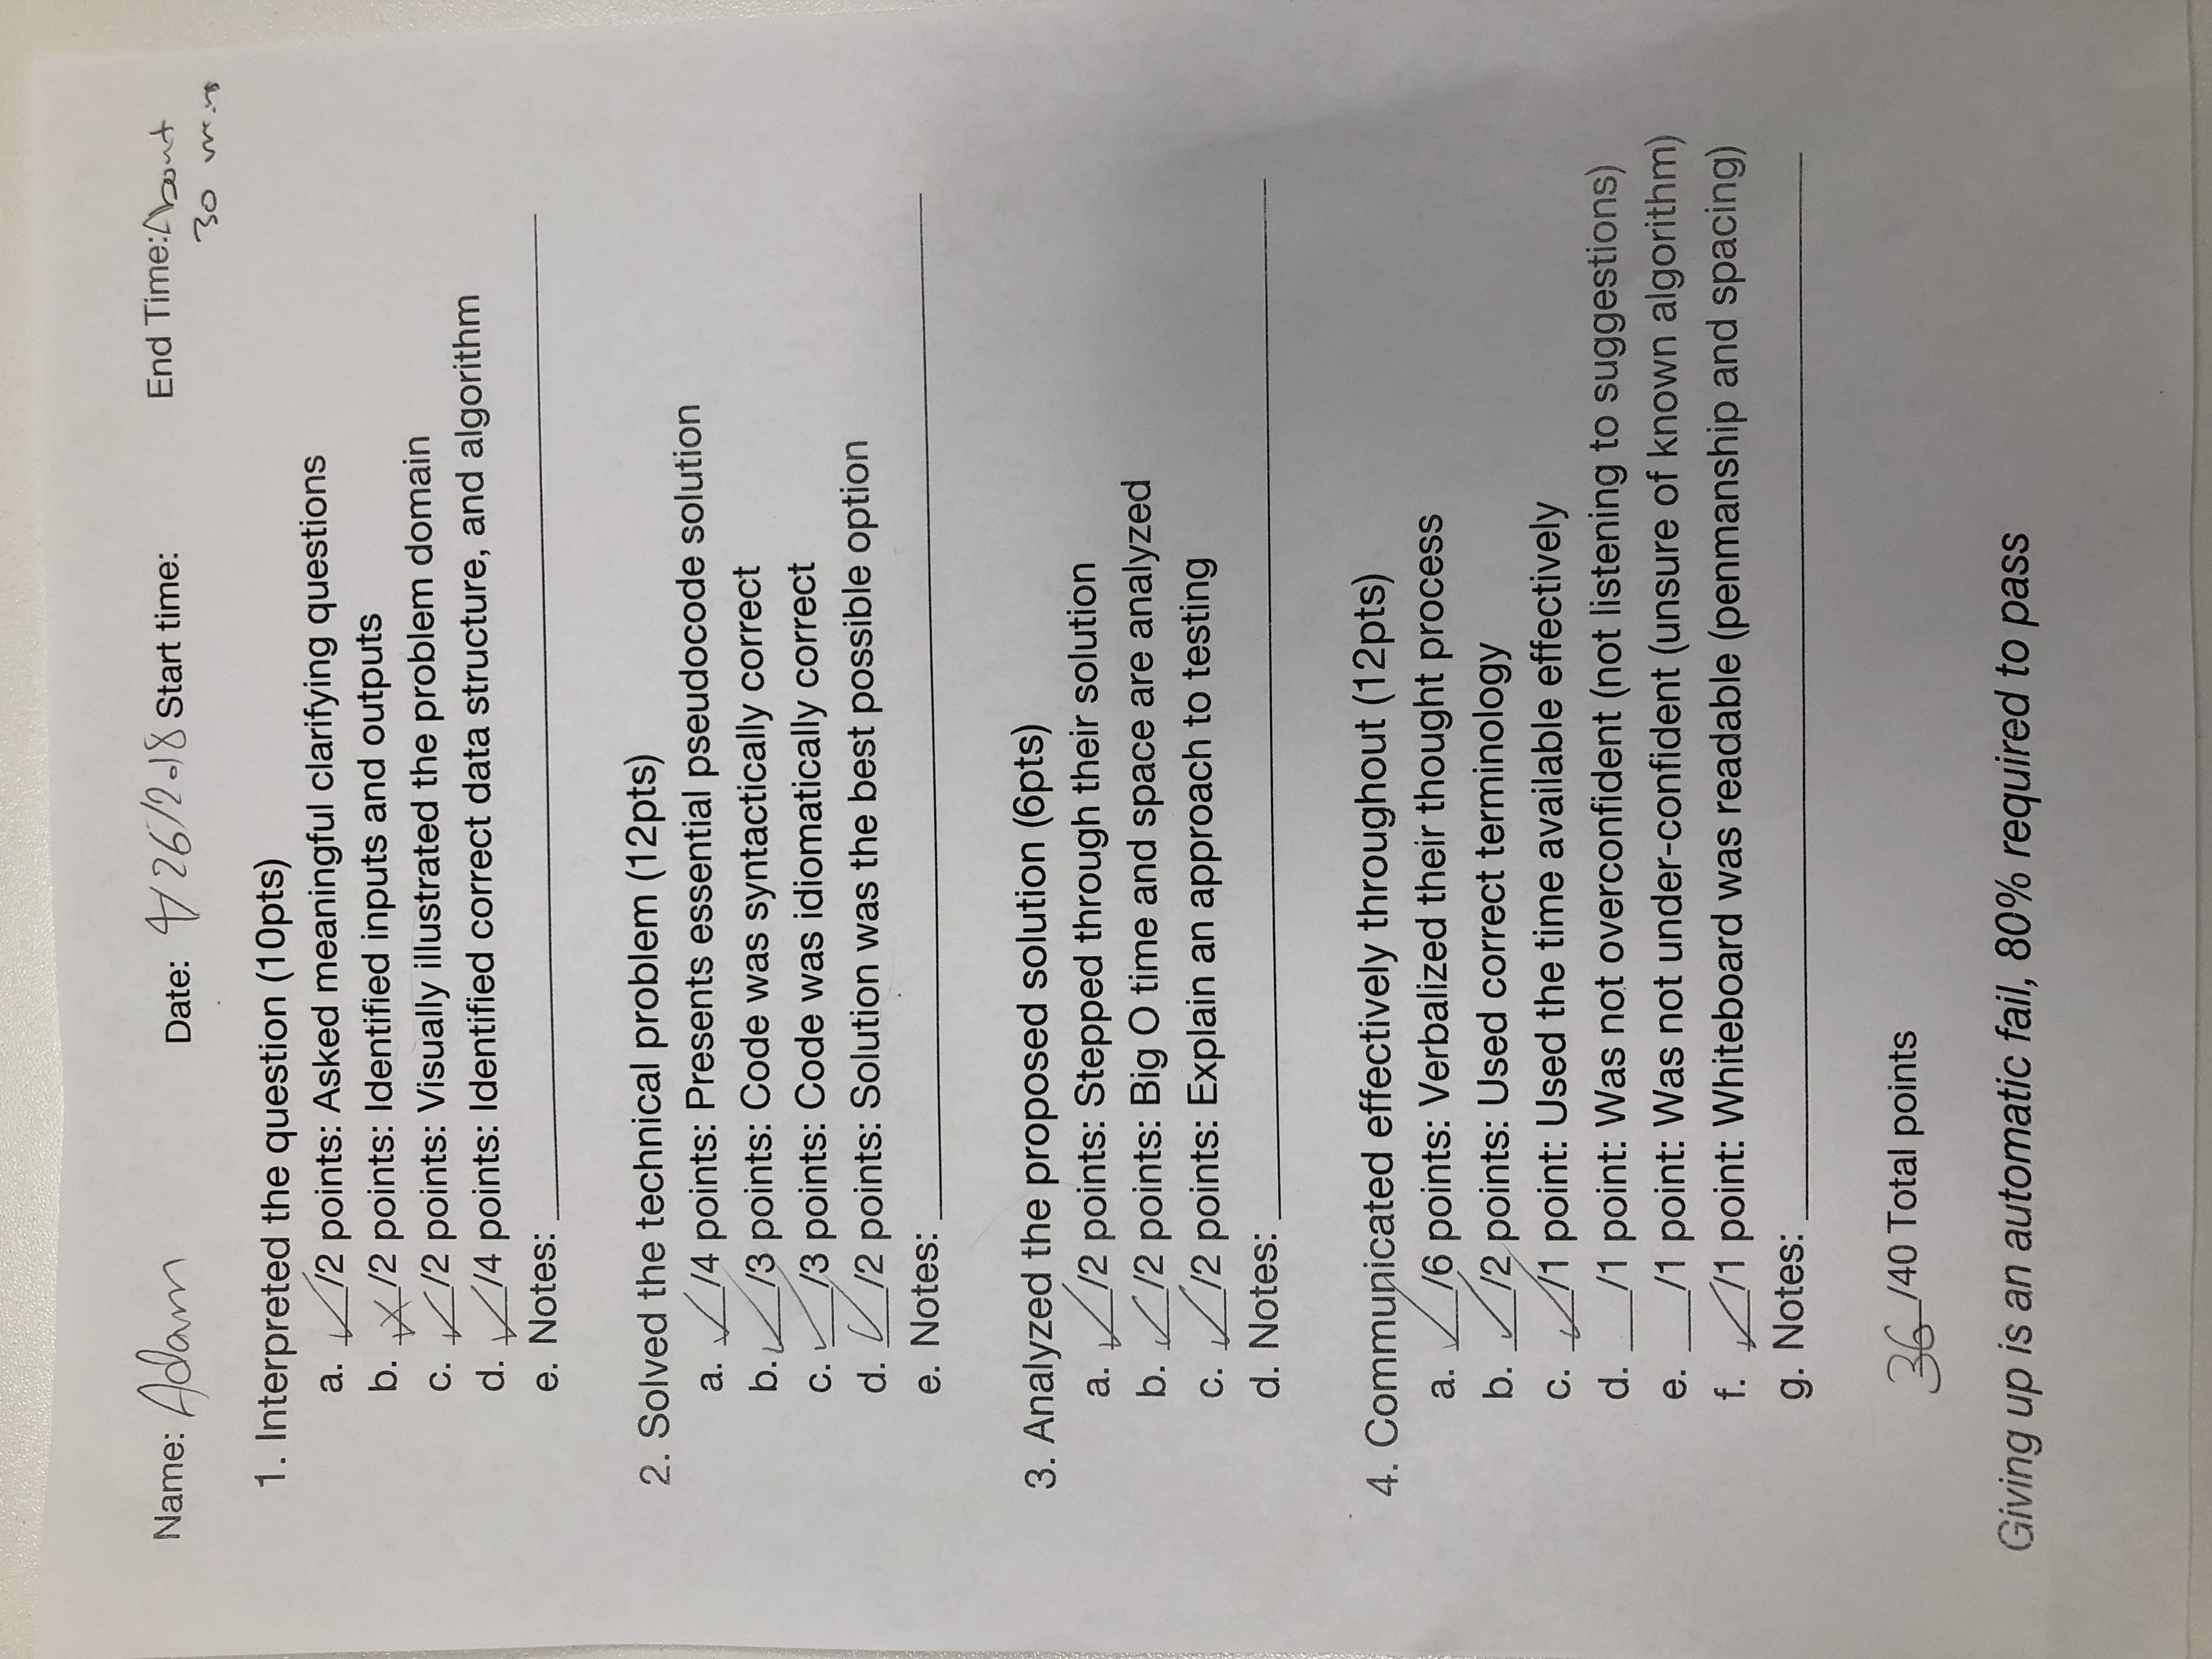 Name: Adam Date: 4/26/2018 Start time: End Time: About
30 mins
1. Interpreted the question (10pts)
a. ✓/2 points: Asked meaningful clarifying questions
b. X/2 points: Identified inputs and outputs
c. ✓/2 points: Visually illustrated the problem domain
d. ✓/4 points: Identified correct data structure, and algorithm
e. Notes: ___
2. Solved the technical problem (12pts)
a. ✓/4 points: Presents essential pseudocode solution
b. ✓/3 points: Code was syntactically correct
c. ✓/3 points: Code was idiomatically correct
d. ✓/2 points: Solution was the best possible option
e. Notes: ___
3. Analyzed the proposed solution (6pts)
a. ✓/2 points: Stepped through their solution
b. ✓/2 points: Big O time and space are analyzed
c. ✓/2 points: Explain an approach to testing
d. Notes: ___
4. Communicated effectively throughout (12pts)
a. ✓/6 points: Verbalized their thought process
b. ✓/2 points: Used correct terminology
c. ✓/1 point: Used the time available effectively
d. ___/1 point: Was not overconfident (not listening to suggestions)
e. ___/1 point: Was not under-confident (unsure of known algorithm)
f. ✓/1 point: Whiteboard was readable (penmanship and spacing)
g. Notes: ___
36/40 Total points
Giving up is an automatic fail, 80% required to pass